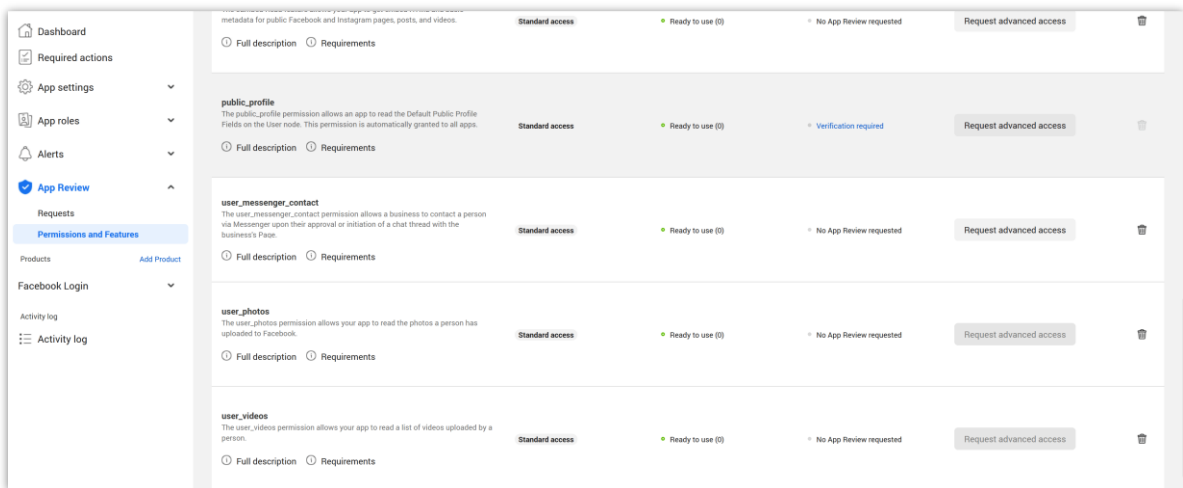 Dashboard
Required actions
App settings
App roles
Alerts
App Review
Requests
Permissions and Features
Products Add Product
Facebook Login
Activity log
Activity log
metadata for public Facebook and Instagram pages, posts, and videos.
Standard access
Ready to use (0)
No App Review requested
Request advanced access
Full description Requirements
public_profile
The public_profile permission allows an app to read the Default Public Profile
Fields on the User node. This permission is automatically granted to all apps.
Standard access
Ready to use (0)
Verification required
Request advanced access
Full description Requirements
user_messenger_contact
The user_messenger_contact permission allows a business to contact a person
via Messenger upon their approval or initiation of a chat thread with the
business's Page.
Standard access
Ready to use (0)
No App Review requested
Request advanced access
Full description Requirements
user_photos
The user_photos permission allows your app to read the photos a person has
uploaded to Facebook.
Standard access
Ready to use (0)
No App Review requested
Request advanced access
Full description Requirements
user_videos
The user_videos permission allows your app to read a list of videos uploaded by a
person.
Standard access
Ready to use (0)
No App Review requested
Request advanced access
Full description Requirements